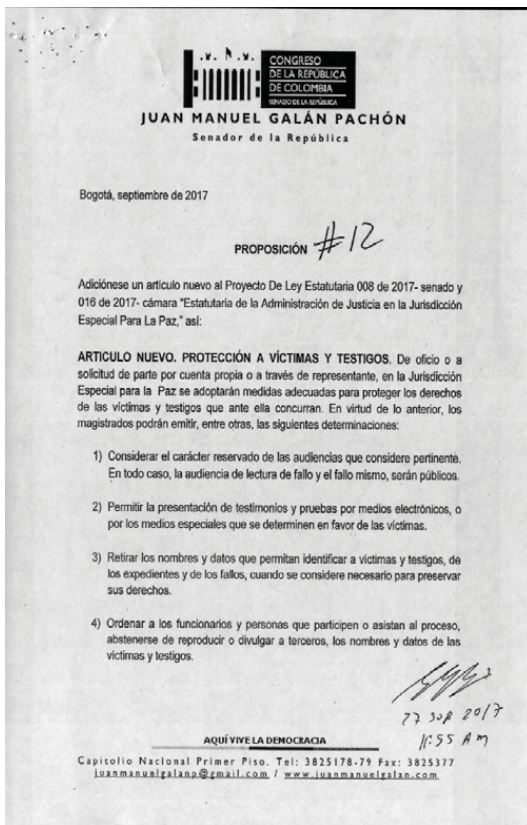 CONGRESO
DE LA REPÚBLICA
DE COLOMBIA
SENADO DE LA REPÚBLICA
JUAN MANUEL GALÁN PACHÓN
Senador de la República
Bogotá, septiembre de 2017
PROPOSICIÓN #12
Adiciónese un artículo nuevo al Proyecto De Ley Estatutaria 008 de 2017- senado y
016 de 2017- cámara "Estatutaria de la Administración de Justicia en la Jurisdicción
Especial Para La Paz," así:
ARTICULO NUEVO. PROTECCIÓN A VÍCTIMAS Y TESTIGOS. De oficio o a
solicitud de parte por cuenta propia o a través de representante, en la Jurisdicción
Especial para la Paz se adoptarán medidas adecuadas para proteger los derechos
de las víctimas y testigos que ante ella concurran. En virtud de lo anterior, los
magistrados podrán emitir, entre otras, las siguientes determinaciones:
1) Considerar el carácter reservado de las audiencias que considere pertinente.
En todo caso, la audiencia de lectura de fallo y el fallo mismo, serán públicos.
2) Permitir la presentación de testimonios y pruebas por medios electrónicos, o
por los medios especiales que se determinen en favor de las víctimas.
3) Retirar los nombres y datos que permitan identificar a víctimas y testigos, de
los expedientes y de los fallos, cuando se considere necesario para preservar
sus derechos.
4) Ordenar a los funcionarios y personas que participen o asistan al proceso,
abstenerse de reproducir o divulgar a terceros, los nombres y datos de las
víctimas y testigos.
27 sep 2017
11:55 AM
AQUÍ VIVE LA DEMOCRACIA
Capitolio Nacional Primer Piso. Tel: 3825178-79 Fax: 3825377
juanmanuelgalanp@gmail.com / www.juanmanuelgalan.com